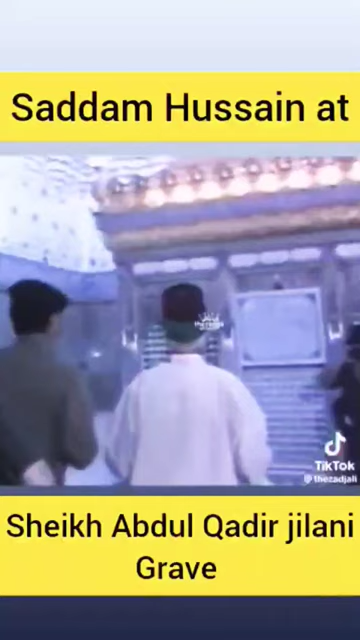 Saddam Hussain at
TikTok
@thezadjali
Sheikh Abdul Qadir jilani
Grave